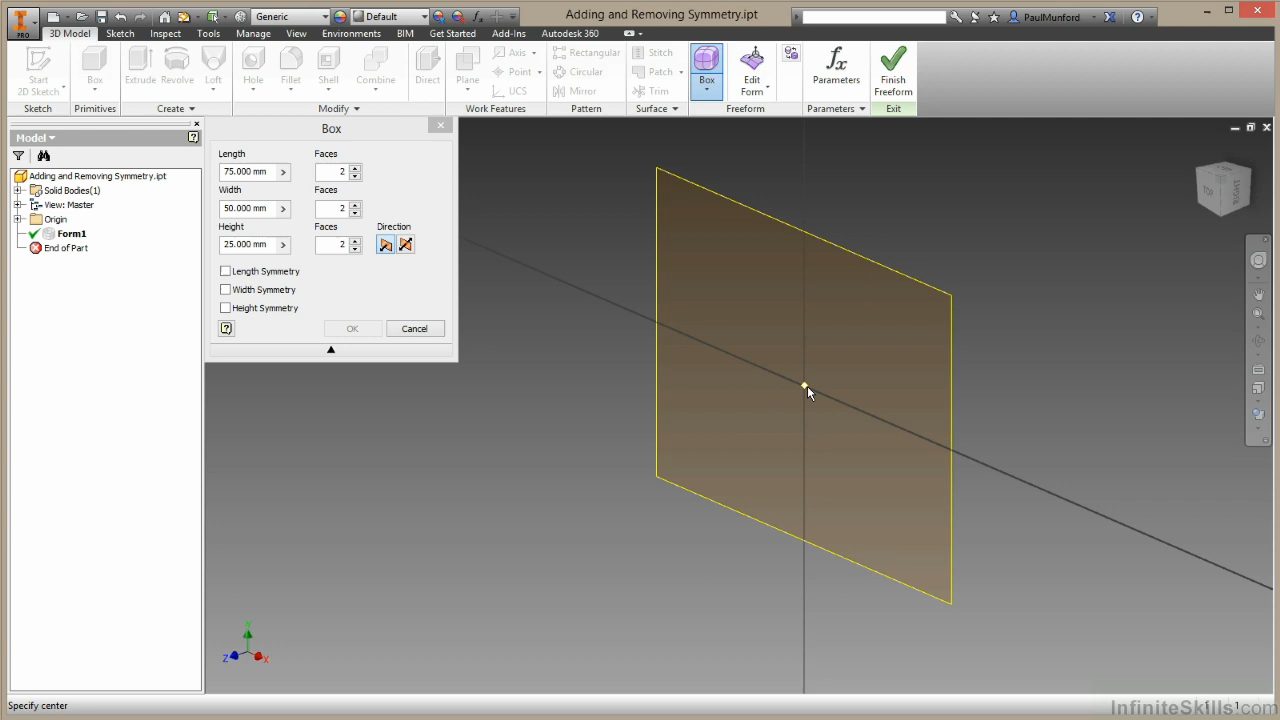 Generic
Default
Adding and Removing Symmetry.ipt
PaulMunford
PRO
3D Model
Sketch
Inspect
Tools
Manage
View
Environments
BIM
Get Started
Add-Ins
Autodesk 360
Start
2D Sketch
Box
Extrude
Revolve
Loft
Hole
Fillet
Shell
Combine
Direct
Plane
Axis
Point
UCS
Rectangular
Circular
Mirror
Stitch
Patch
Trim
Box
Edit
Form
Parameters
Finish
Freeform
Sketch
Primitives
Create
Modify
Work Features
Pattern
Surface
Freeform
Parameters
Exit
Model
Adding and Removing Symmetry.ipt
Solid Bodies(1)
View: Master
Origin
Form1
End of Part
Box
Length
Faces
75.000 mm
2
Width
Faces
50.000 mm
2
Height
Faces
Direction
25.000 mm
2
Length Symmetry
Width Symmetry
Height Symmetry
OK
Cancel
Y
Z
X
Specify center
1
1
InfiniteSkills.com